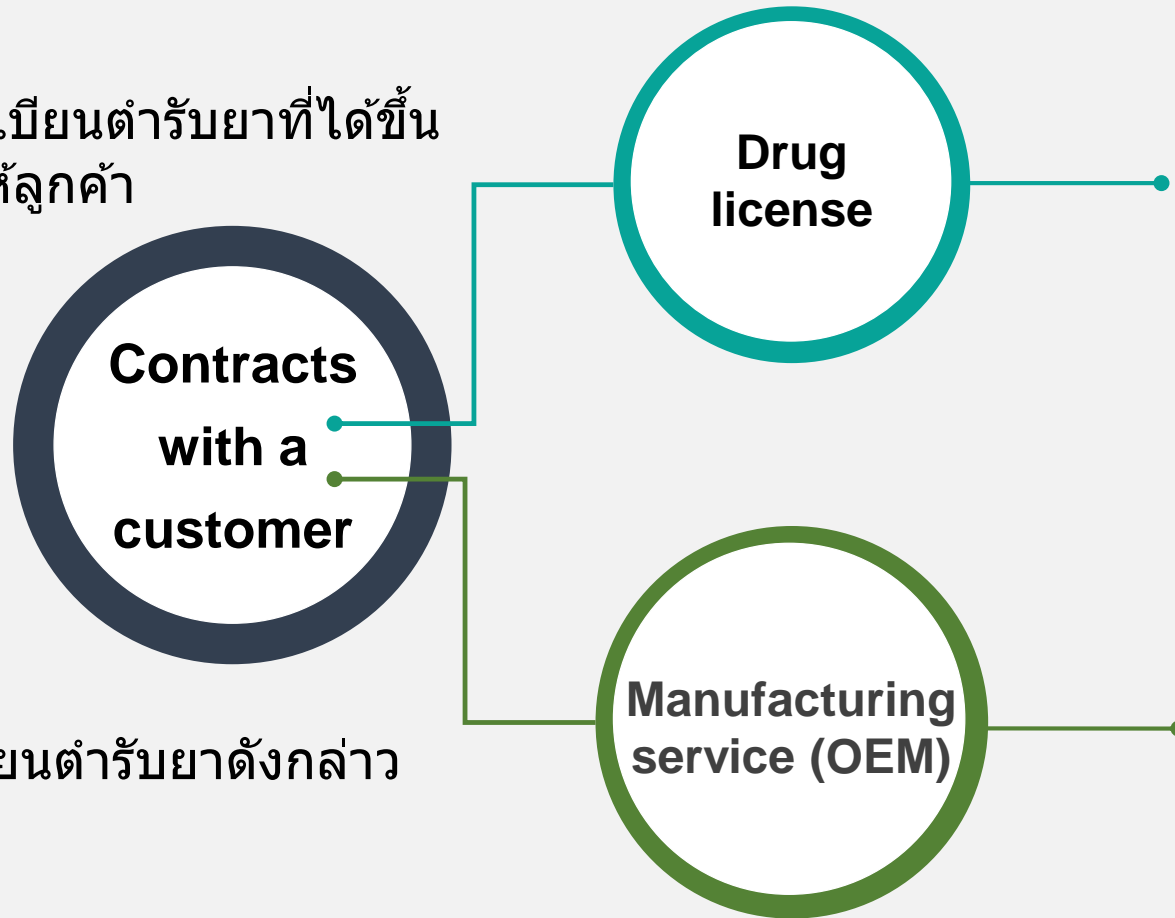 เบียนตำรับยาที่ได้ขึ้น
ห้ลูกค้า
Drug
license
Contracts
with a
customer
Manufacturing
service (OEM)
ยนตำรับยาดังกล่าว